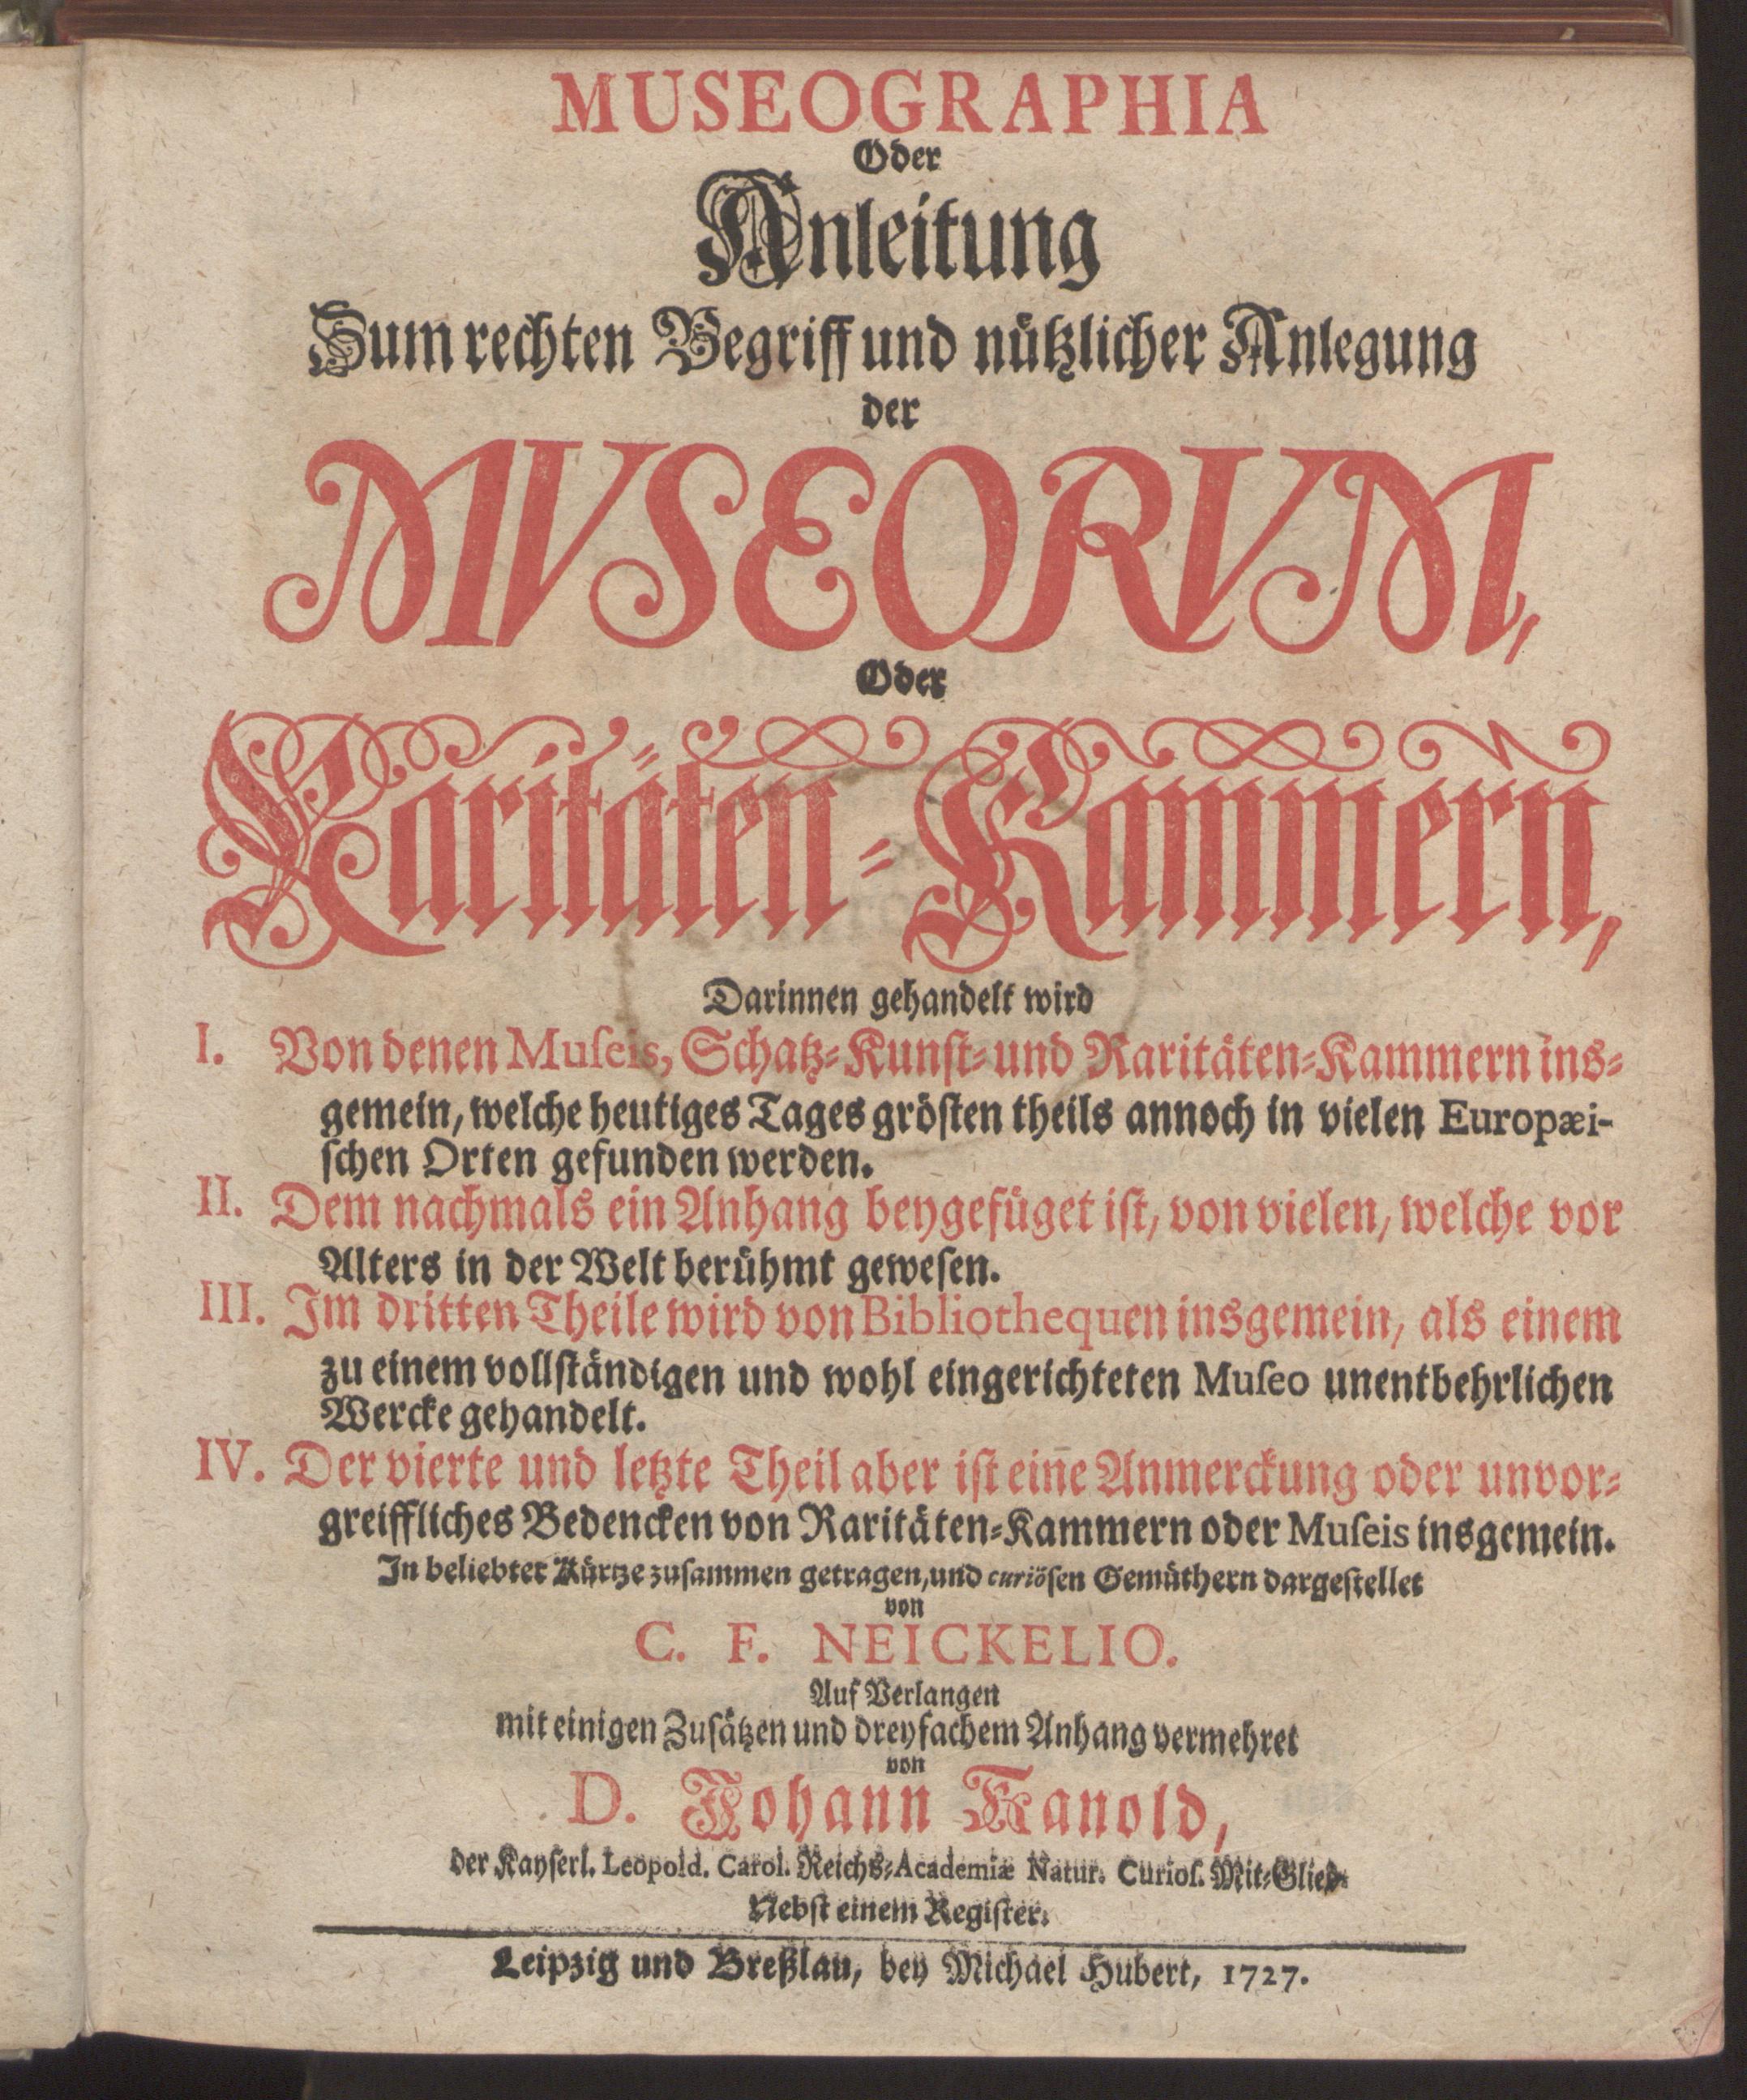 MUSEOGRAPHIA
Oder
Anleitung
Zum rechten Begriff und nützlicher Anlegung
der
MVSEORVM,
Oder
Raritäten-Kammern,
Darinnen gehandelt wird
I. Von denen Muſeis, Schatz-Kunſt- und Raritäten-Kammern ins-
gemein, welche heutiges Tages gröſten theils annoch in vielen Europæi-
ſchen Orten gefunden werden.
II. Dem nachmals ein Anhang beygefüget iſt, von vielen, welche vor
Alters in der Welt berühmt geweſen.
III. Im dritten Theile wird von Bibliothequen insgemein, als einem
zu einem vollſtändigen und wohl eingerichteten Muſeo unentbehrlichen
Wercke gehandelt.
IV. Der vierte und letzte Theil aber iſt eiñe Anmerckung oder unvor-
greiffliches Bedencken von Raritäten-Kammern oder Muſeis insgemein.
In beliebter Kürtze zuſammen getragen, und curiöſen Gemüthern dargeſtellet
von
C. F. NEICKELIO.
Auf Verlangen
mit einigen Zuſätzen und dreyfachem Anhang vermehret
von
D. Johann Kanold,
der Kayſerl. Leopold. Carol. Reichs-Academiæ Natur. Curioſ. Mit-Glied.
Nebſt einem Regiſter.
Leipzig und Breßlau, bey Michael Hubert, 1727.